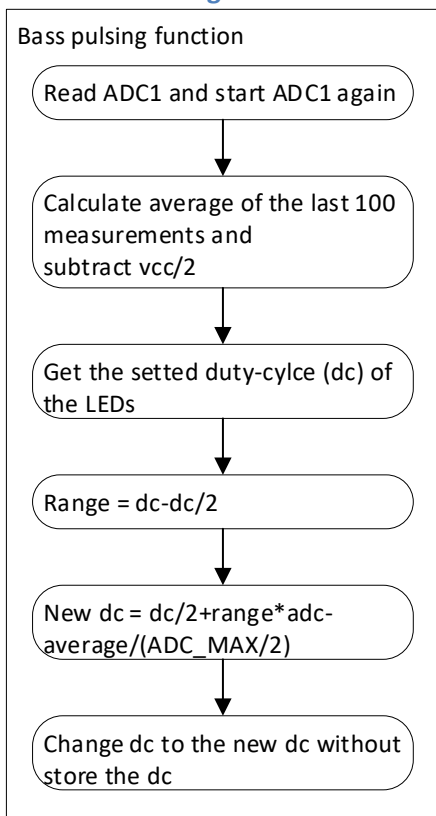 Bass pulsing function
Read ADC1 and start ADC1 again
Calculate average of the last 100
measurements and
subtract vcc/2
Get the setted duty-cylce (dc) of
the LEDs
Range = dc-dc/2
New dc = dc/2+range*adc-
average/(ADC_MAX/2)
Change dc to the new dc without
store the dc